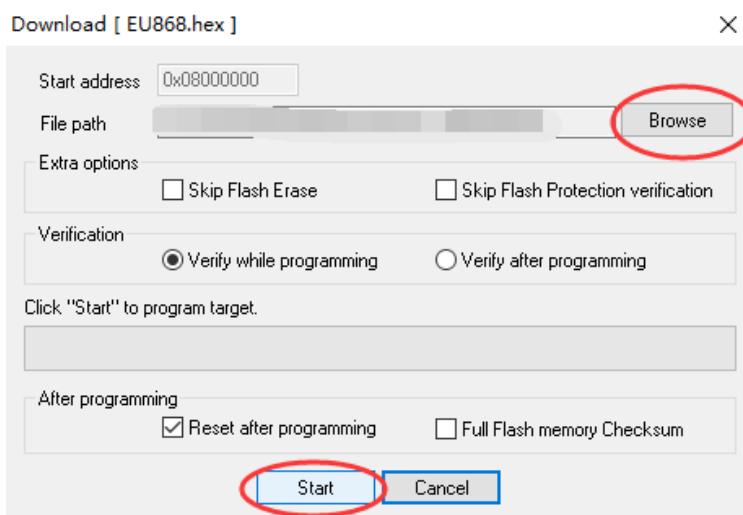 Download [ EU868.hex ]
Start address 0x08000000
File path Browse
Extra options
Skip Flash Erase Skip Flash Protection verification
Verification
Verify while programming Verify after programming
Click "Start" to program target.
After programming
Reset after programming Full Flash memory Checksum
Start Cancel